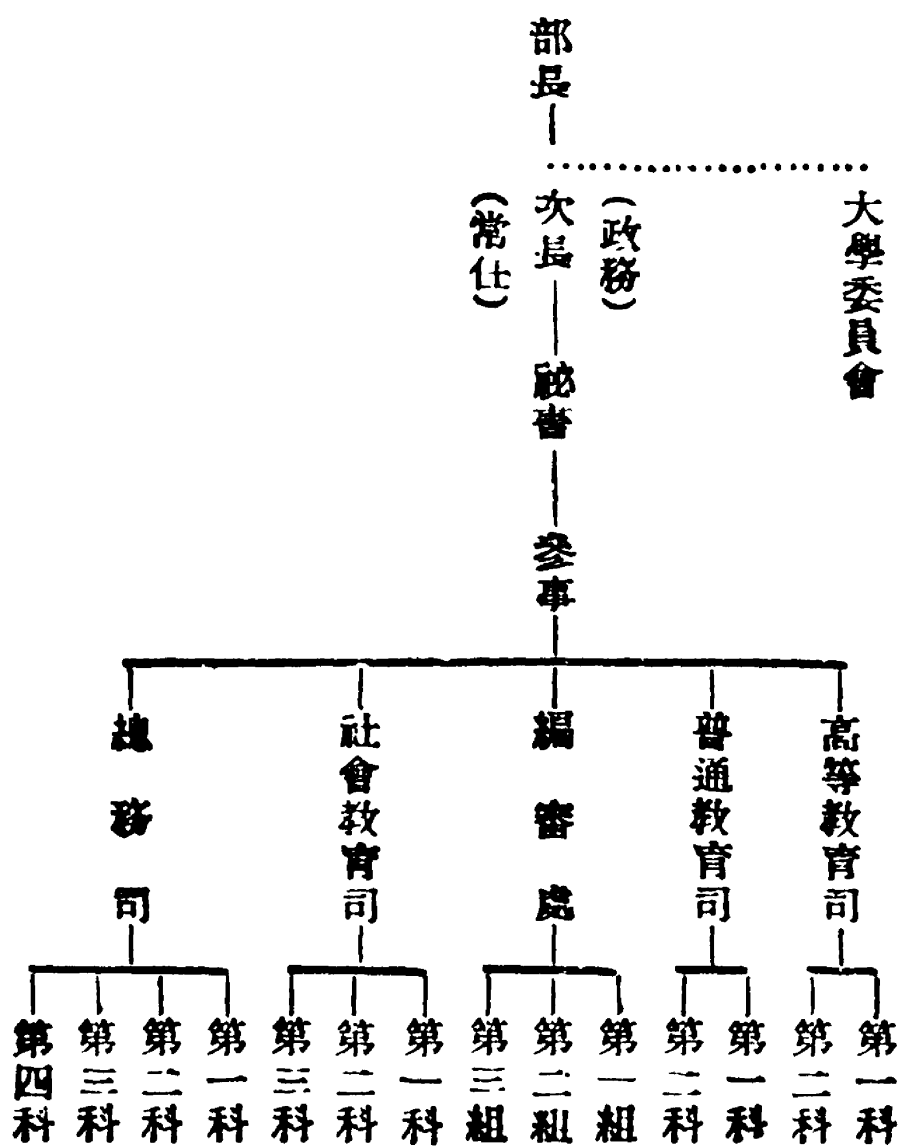 部長
大學委員會
(政務)
次長
(常仕)
祕書
參事
高等教育司
普通教育司
編審處
社會教育司
總務司
第一科
第二科
第一科
第二科
第一組
第二組
第三組
第一科
第二科
第三科
第一科
第二科
第三科
第四科